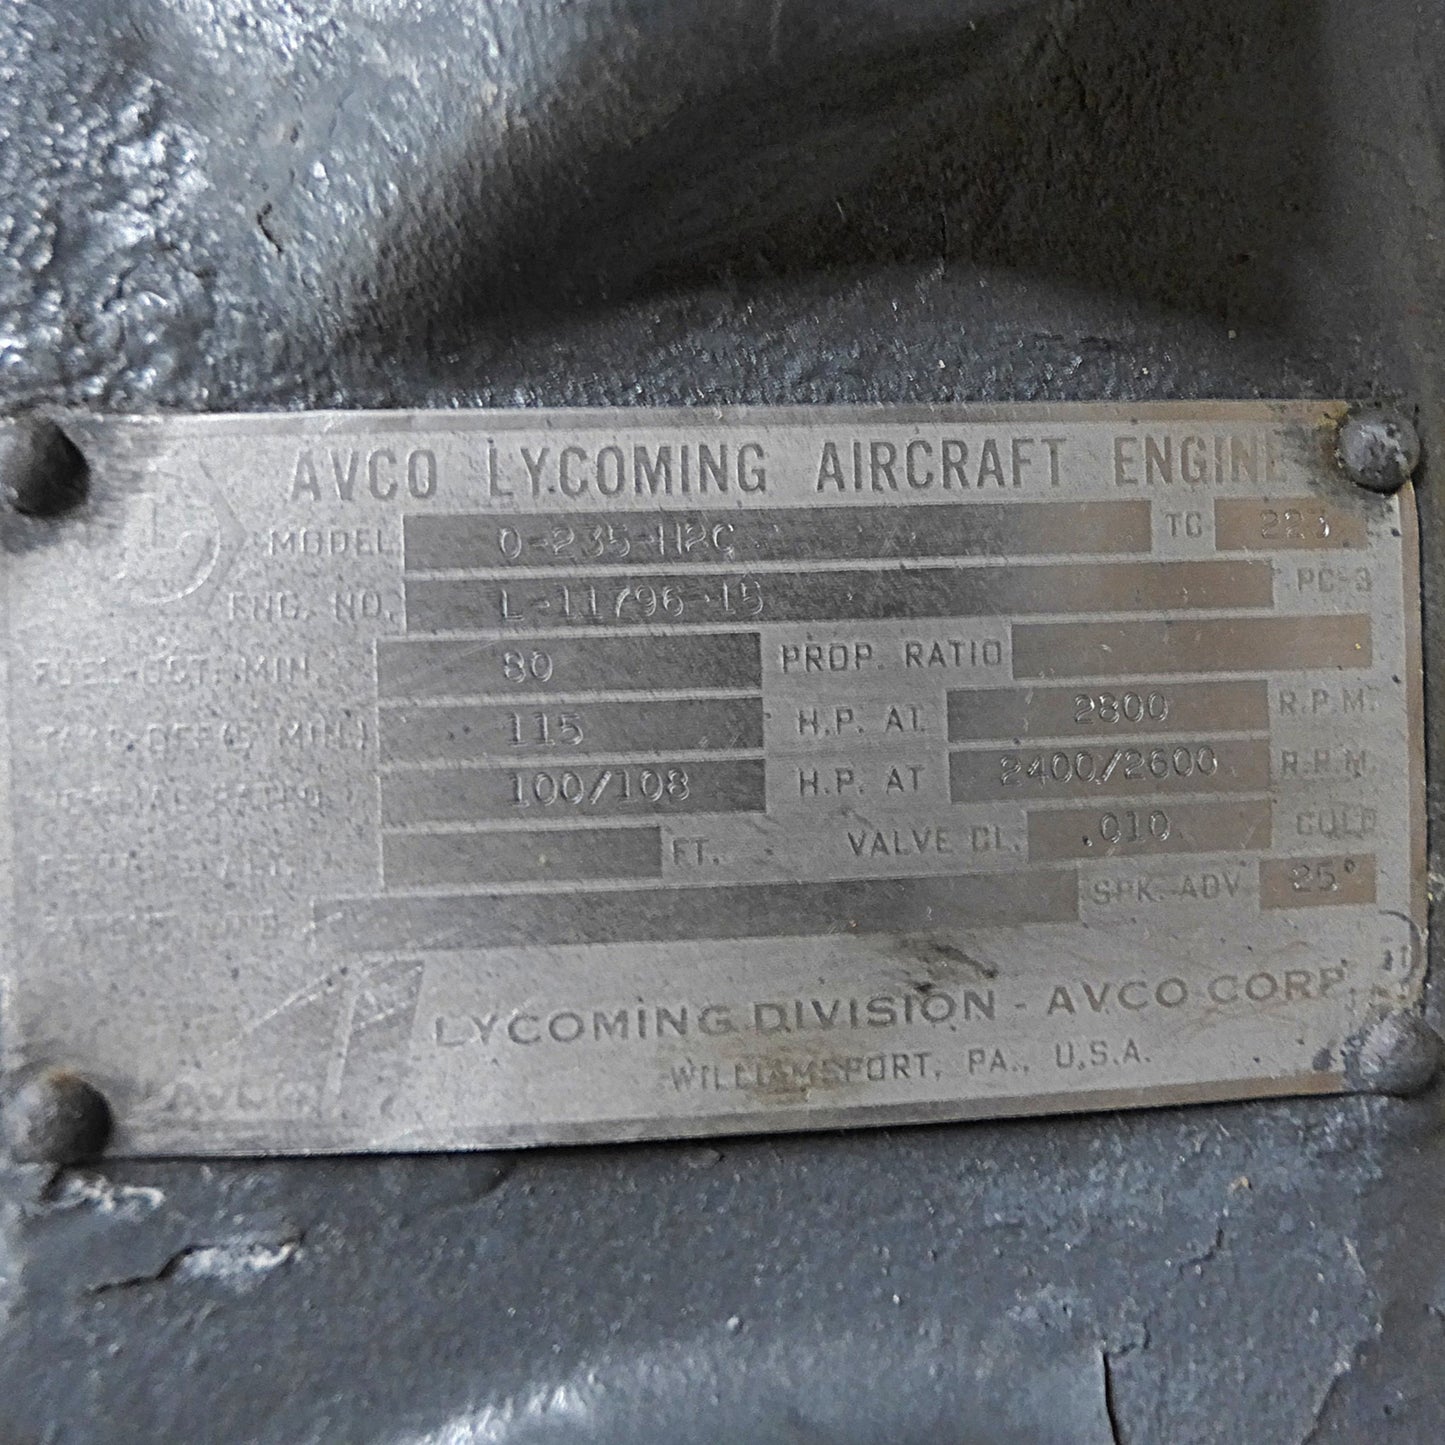 AVCO LYCOMING AIRCRAFT ENGINE
MODEL O-235-H2C TC 223
ENG. NO. L-11796-15 PC-3
MIN. 80 PROP. RATIO
115 H.P. AT 2800 R.P.M.
100/108 H.P. AT 2400/2600 R.P.M.
FT. VALVE CL. .010 COLD
SPK. ADV. 25°
LYCOMING DIVISION - AVCO CORP.
WILLIAMSPORT, PA., U.S.A.
AVCO